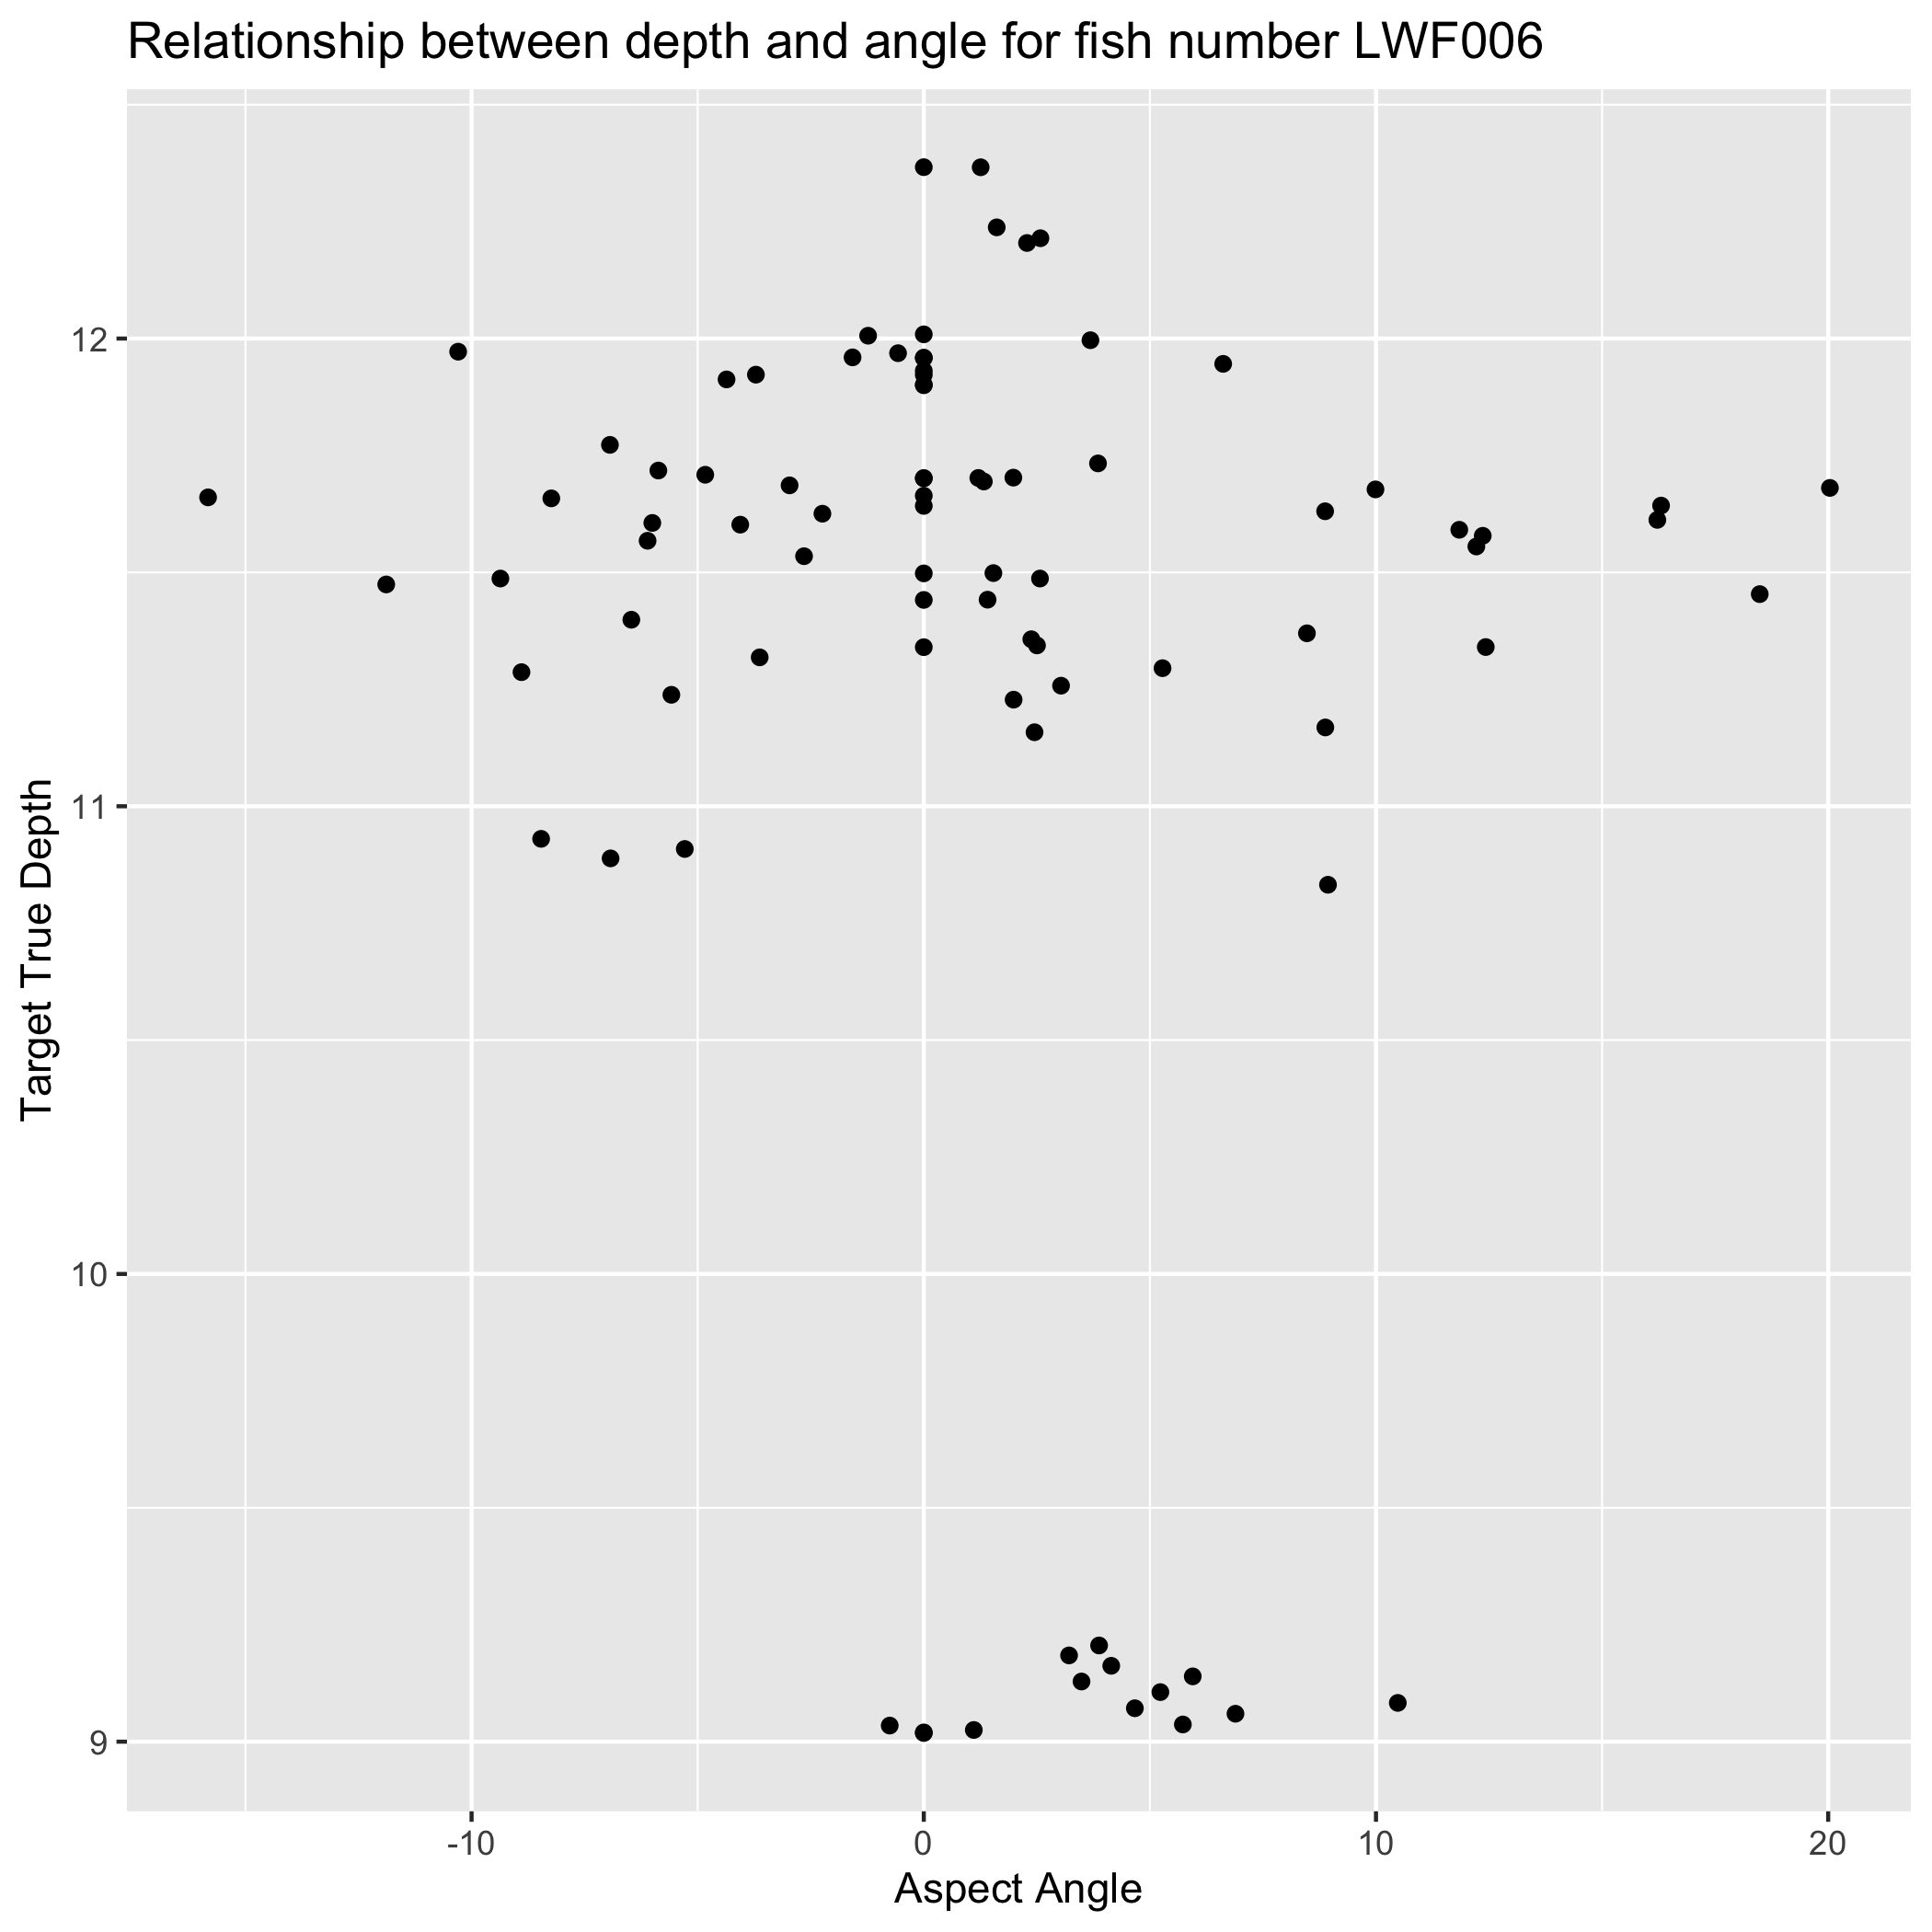 Relationship between depth and angle for fish number LWF006
12
11
10
9
Target True Depth
-10 0 10 20
Aspect Angle